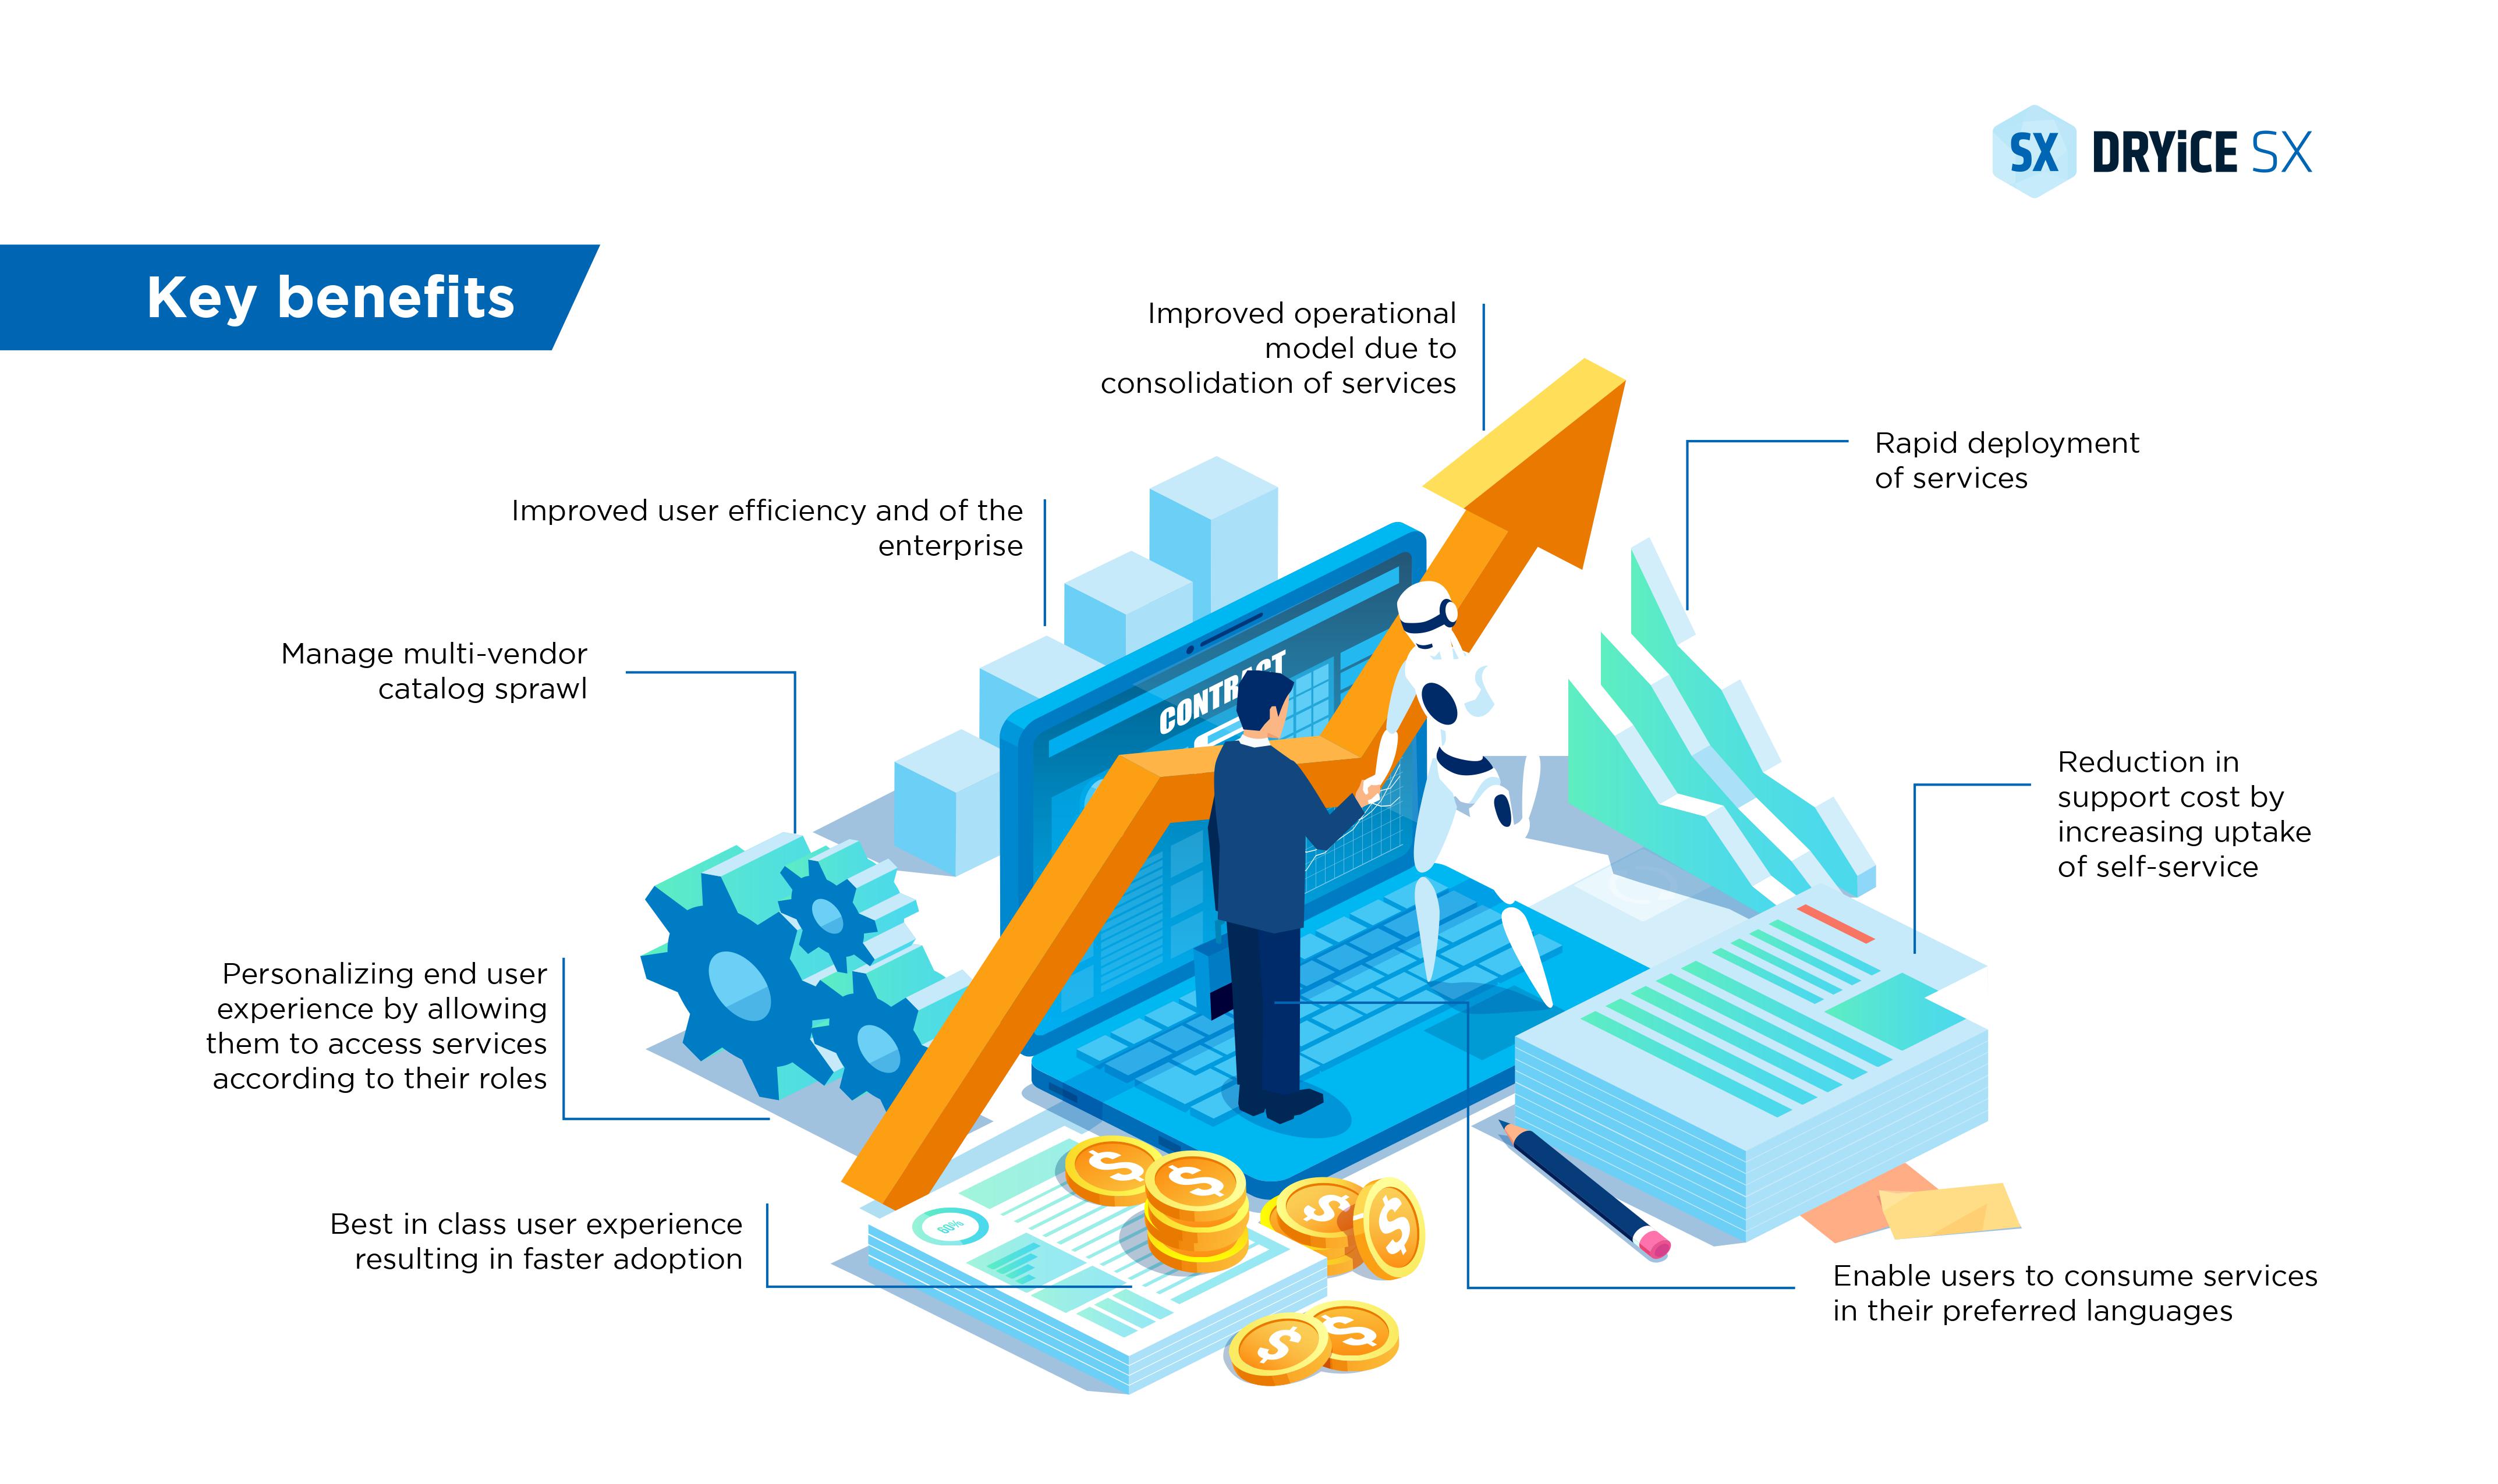 SX DRYiCE SX
Key benefits
Improved operational
model due to
consolidation of services
Rapid deployment
of services
Improved user efficiency and of the
enterprise
Manage multi-vendor
catalog sprawl
CONTRACT
Reduction in
support cost by
increasing uptake
of self-service
Personalizing end user
experience by allowing
them to access services
according to their roles
60%
Best in class user experience
resulting in faster adoption
Enable users to consume services
in their preferred languages
$
$
$
$
$
$